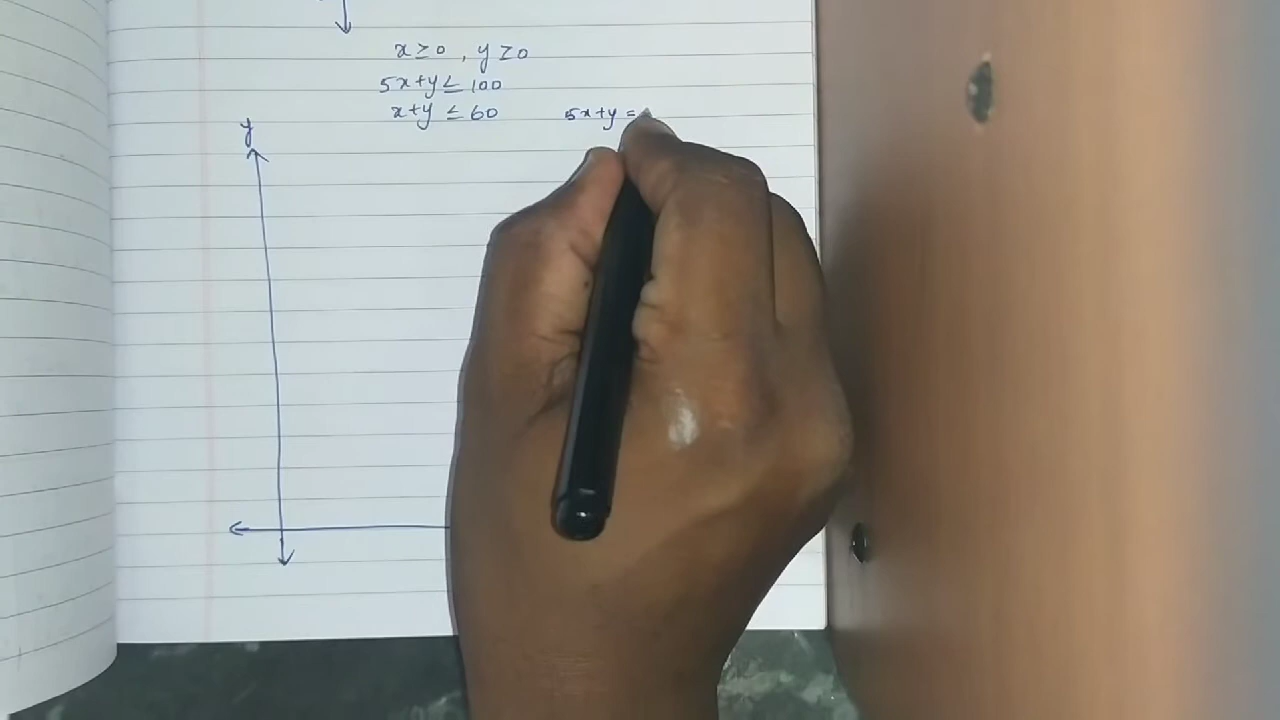 x ≥ 0 , y ≥ 0
5x+y ≤ 100
x+y ≤ 60
5x+y =
y